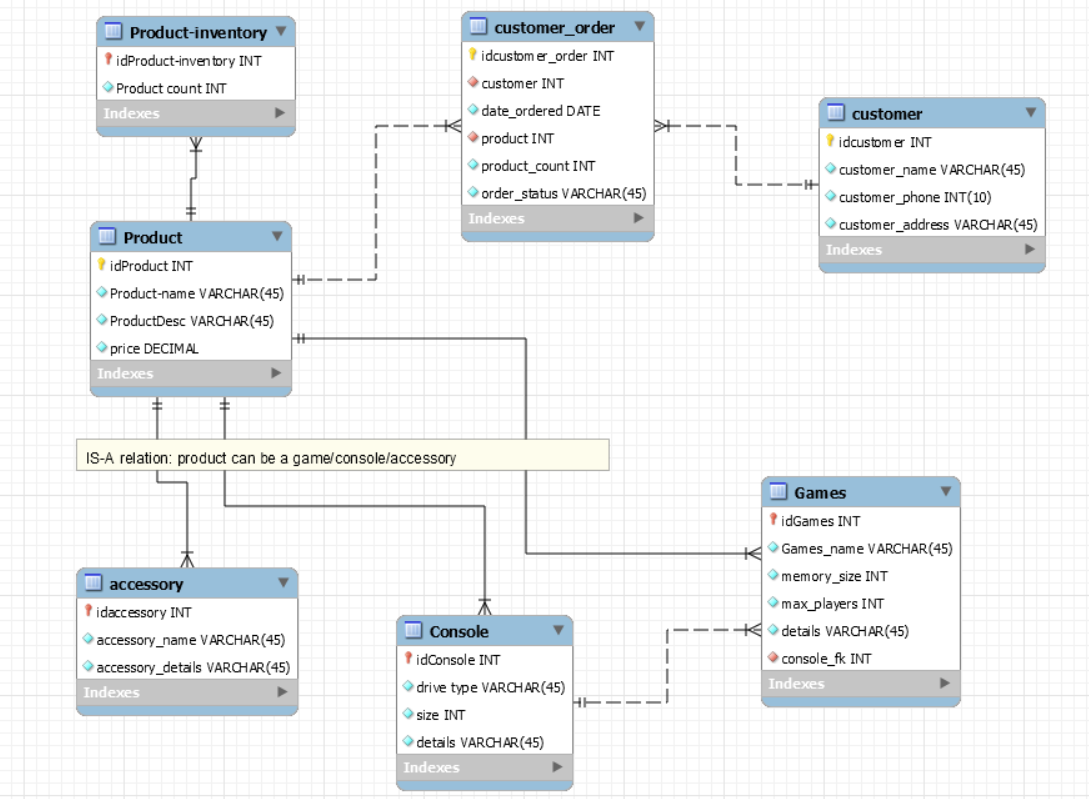 Product-inventory
idProduct-inventory INT
Product count INT
Indexes
customer_order
idcustomer_order INT
customer INT
date_ordered DATE
product INT
product_count INT
order_status VARCHAR(45)
Indexes
customer
idcustomer INT
customer_name VARCHAR(45)
customer_phone INT(10)
customer_address VARCHAR(45)
Indexes
Product
idProduct INT
Product-name VARCHAR(45)
ProductDesc VARCHAR(45)
price DECIMAL
Indexes
IS-A relation: product can be a game/console/accessory
accessory
idaccessory INT
accessory_name VARCHAR(45)
accessory_details VARCHAR(45)
Indexes
Console
idConsole INT
drive type VARCHAR(45)
size INT
details VARCHAR(45)
Indexes
Games
idGames INT
Games_name VARCHAR(45)
memory_size INT
max_players INT
details VARCHAR(45)
console_fk INT
Indexes